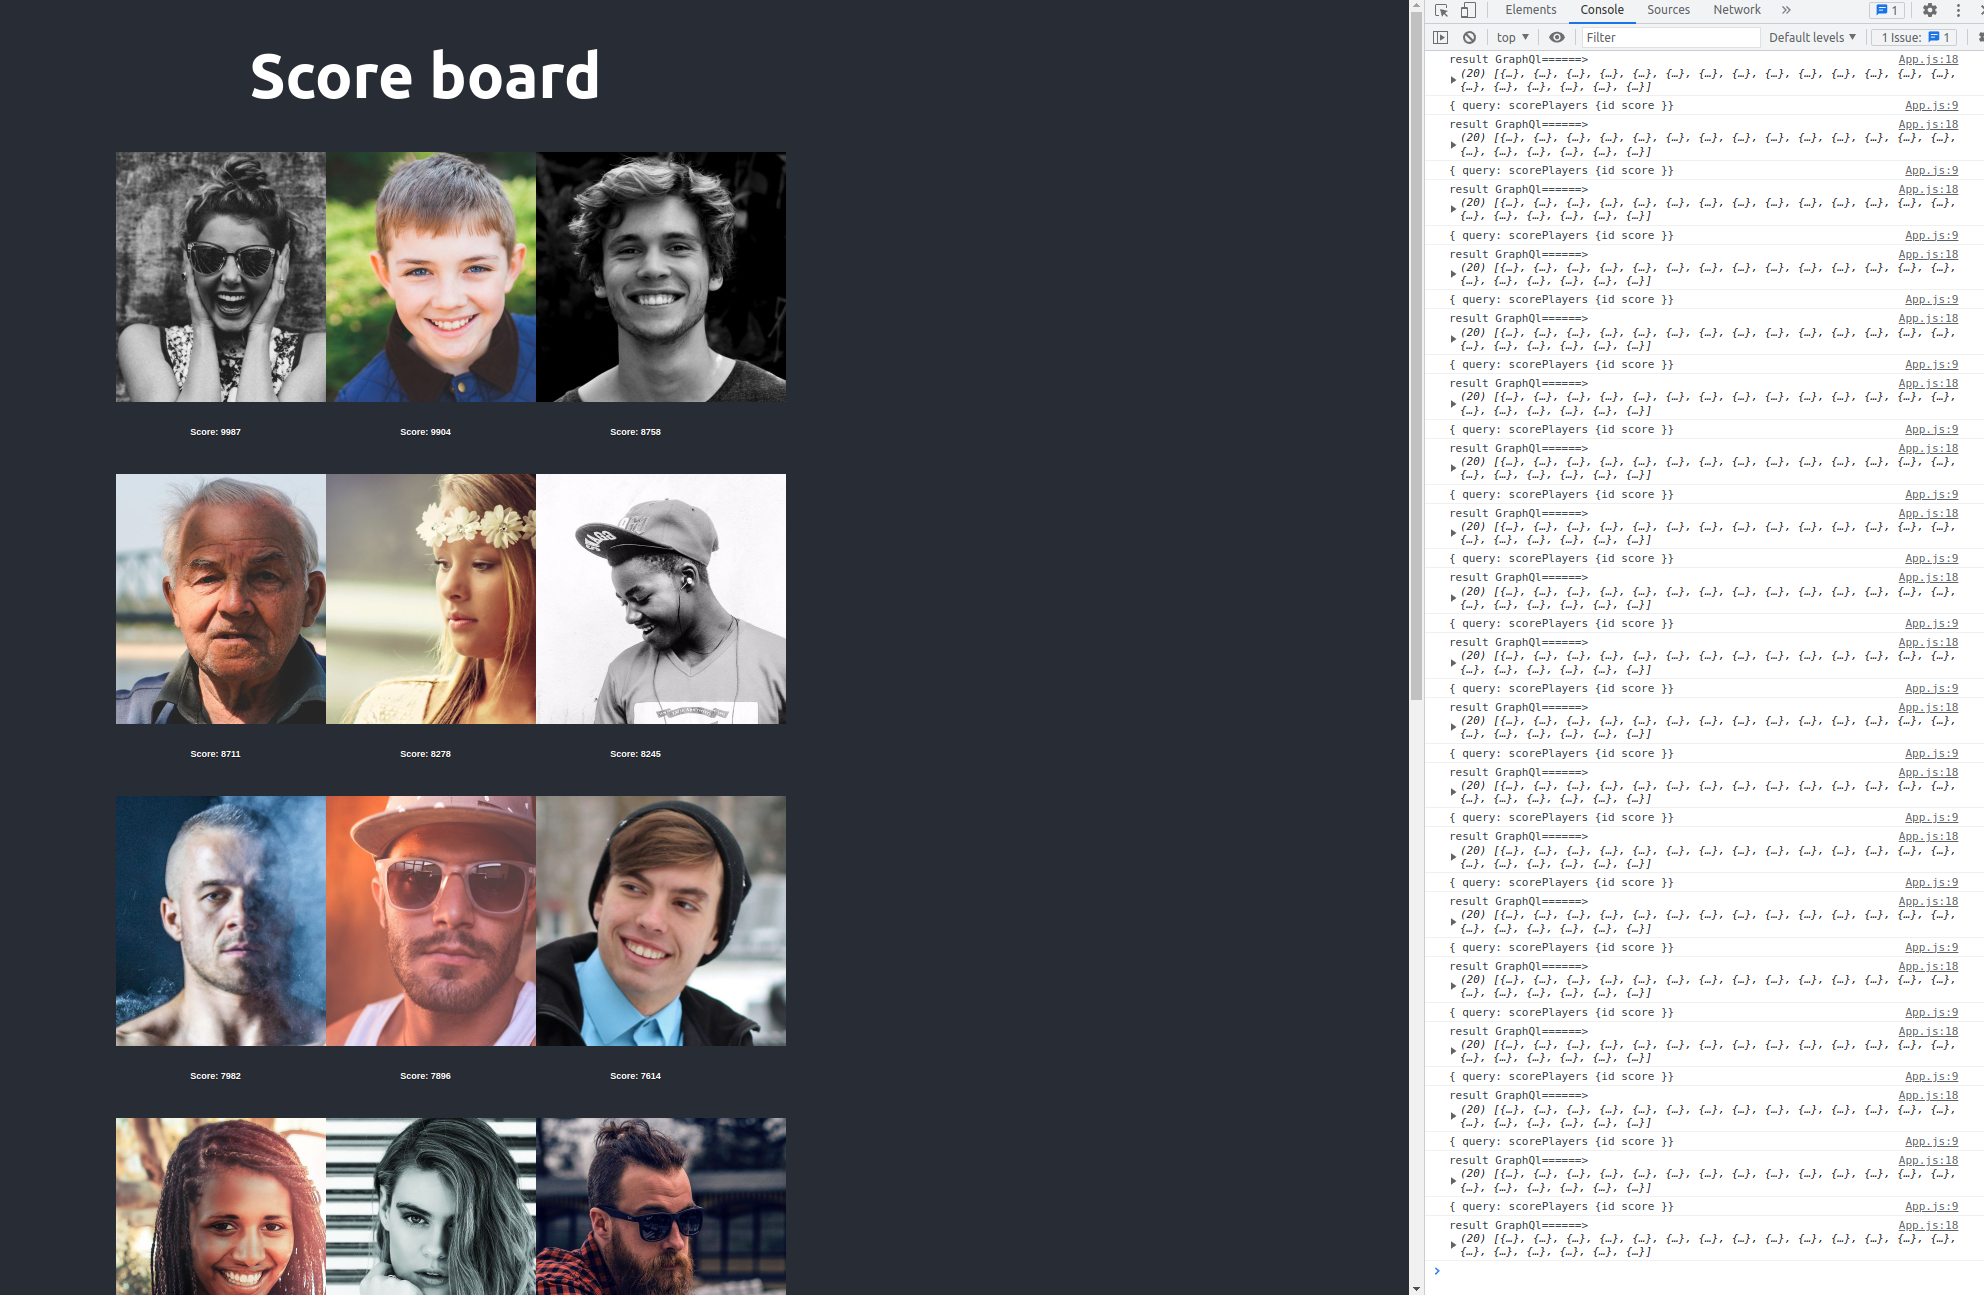 Score board
Score: 9987
Score: 9904
Score: 8758
Score: 8711
Score: 8278
Score: 8245
Score: 7982
Score: 7896
Score: 7614
Elements Console Sources Network » 1
top Filter Default levels 1 Issue: 1
result GraphQl======> App.js:18
(20) [{…}, {…}, {…}, {…}, {…}, {…}, {…}, {…}, {…}, {…}, {…}, {…}, {…}, {…},
{…}, {…}, {…}, {…}, {…}, {…}]
{ query: scorePlayers {id score }} App.js:9
result GraphQl======> App.js:18
(20) [{…}, {…}, {…}, {…}, {…}, {…}, {…}, {…}, {…}, {…}, {…}, {…}, {…}, {…},
{…}, {…}, {…}, {…}, {…}, {…}]
{ query: scorePlayers {id score }} App.js:9
result GraphQl======> App.js:18
(20) [{…}, {…}, {…}, {…}, {…}, {…}, {…}, {…}, {…}, {…}, {…}, {…}, {…}, {…},
{…}, {…}, {…}, {…}, {…}, {…}]
{ query: scorePlayers {id score }} App.js:9
result GraphQl======> App.js:18
(20) [{…}, {…}, {…}, {…}, {…}, {…}, {…}, {…}, {…}, {…}, {…}, {…}, {…}, {…},
{…}, {…}, {…}, {…}, {…}, {…}]
{ query: scorePlayers {id score }} App.js:9
result GraphQl======> App.js:18
(20) [{…}, {…}, {…}, {…}, {…}, {…}, {…}, {…}, {…}, {…}, {…}, {…}, {…}, {…},
{…}, {…}, {…}, {…}, {…}, {…}]
{ query: scorePlayers {id score }} App.js:9
result GraphQl======> App.js:18
(20) [{…}, {…}, {…}, {…}, {…}, {…}, {…}, {…}, {…}, {…}, {…}, {…}, {…}, {…},
{…}, {…}, {…}, {…}, {…}, {…}]
{ query: scorePlayers {id score }} App.js:9
result GraphQl======> App.js:18
(20) [{…}, {…}, {…}, {…}, {…}, {…}, {…}, {…}, {…}, {…}, {…}, {…}, {…}, {…},
{…}, {…}, {…}, {…}, {…}, {…}]
{ query: scorePlayers {id score }} App.js:9
result GraphQl======> App.js:18
(20) [{…}, {…}, {…}, {…}, {…}, {…}, {…}, {…}, {…}, {…}, {…}, {…}, {…}, {…},
{…}, {…}, {…}, {…}, {…}, {…}]
{ query: scorePlayers {id score }} App.js:9
result GraphQl======> App.js:18
(20) [{…}, {…}, {…}, {…}, {…}, {…}, {…}, {…}, {…}, {…}, {…}, {…}, {…}, {…},
{…}, {…}, {…}, {…}, {…}, {…}]
{ query: scorePlayers {id score }} App.js:9
result GraphQl======> App.js:18
(20) [{…}, {…}, {…}, {…}, {…}, {…}, {…}, {…}, {…}, {…}, {…}, {…}, {…}, {…},
{…}, {…}, {…}, {…}, {…}, {…}]
{ query: scorePlayers {id score }} App.js:9
result GraphQl======> App.js:18
(20) [{…}, {…}, {…}, {…}, {…}, {…}, {…}, {…}, {…}, {…}, {…}, {…}, {…}, {…},
{…}, {…}, {…}, {…}, {…}, {…}]
{ query: scorePlayers {id score }} App.js:9
result GraphQl======> App.js:18
(20) [{…}, {…}, {…}, {…}, {…}, {…}, {…}, {…}, {…}, {…}, {…}, {…}, {…}, {…},
{…}, {…}, {…}, {…}, {…}, {…}]
{ query: scorePlayers {id score }} App.js:9
result GraphQl======> App.js:18
(20) [{…}, {…}, {…}, {…}, {…}, {…}, {…}, {…}, {…}, {…}, {…}, {…}, {…}, {…},
{…}, {…}, {…}, {…}, {…}, {…}]
{ query: scorePlayers {id score }} App.js:9
result GraphQl======> App.js:18
(20) [{…}, {…}, {…}, {…}, {…}, {…}, {…}, {…}, {…}, {…}, {…}, {…}, {…}, {…},
{…}, {…}, {…}, {…}, {…}, {…}]
{ query: scorePlayers {id score }} App.js:9
result GraphQl======> App.js:18
(20) [{…}, {…}, {…}, {…}, {…}, {…}, {…}, {…}, {…}, {…}, {…}, {…}, {…}, {…},
{…}, {…}, {…}, {…}, {…}, {…}]
{ query: scorePlayers {id score }} App.js:9
result GraphQl======> App.js:18
(20) [{…}, {…}, {…}, {…}, {…}, {…}, {…}, {…}, {…}, {…}, {…}, {…}, {…}, {…},
{…}, {…}, {…}, {…}, {…}, {…}]
{ query: scorePlayers {id score }} App.js:9
result GraphQl======> App.js:18
(20) [{…}, {…}, {…}, {…}, {…}, {…}, {…}, {…}, {…}, {…}, {…}, {…}, {…}, {…},
{…}, {…}, {…}, {…}, {…}, {…}]
{ query: scorePlayers {id score }} App.js:9
result GraphQl======> App.js:18
(20) [{…}, {…}, {…}, {…}, {…}, {…}, {…}, {…}, {…}, {…}, {…}, {…}, {…}, {…},
{…}, {…}, {…}, {…}, {…}, {…}]
{ query: scorePlayers {id score }} App.js:9
result GraphQl======> App.js:18
(20) [{…}, {…}, {…}, {…}, {…}, {…}, {…}, {…}, {…}, {…}, {…}, {…}, {…}, {…},
{…}, {…}, {…}, {…}, {…}, {…}]